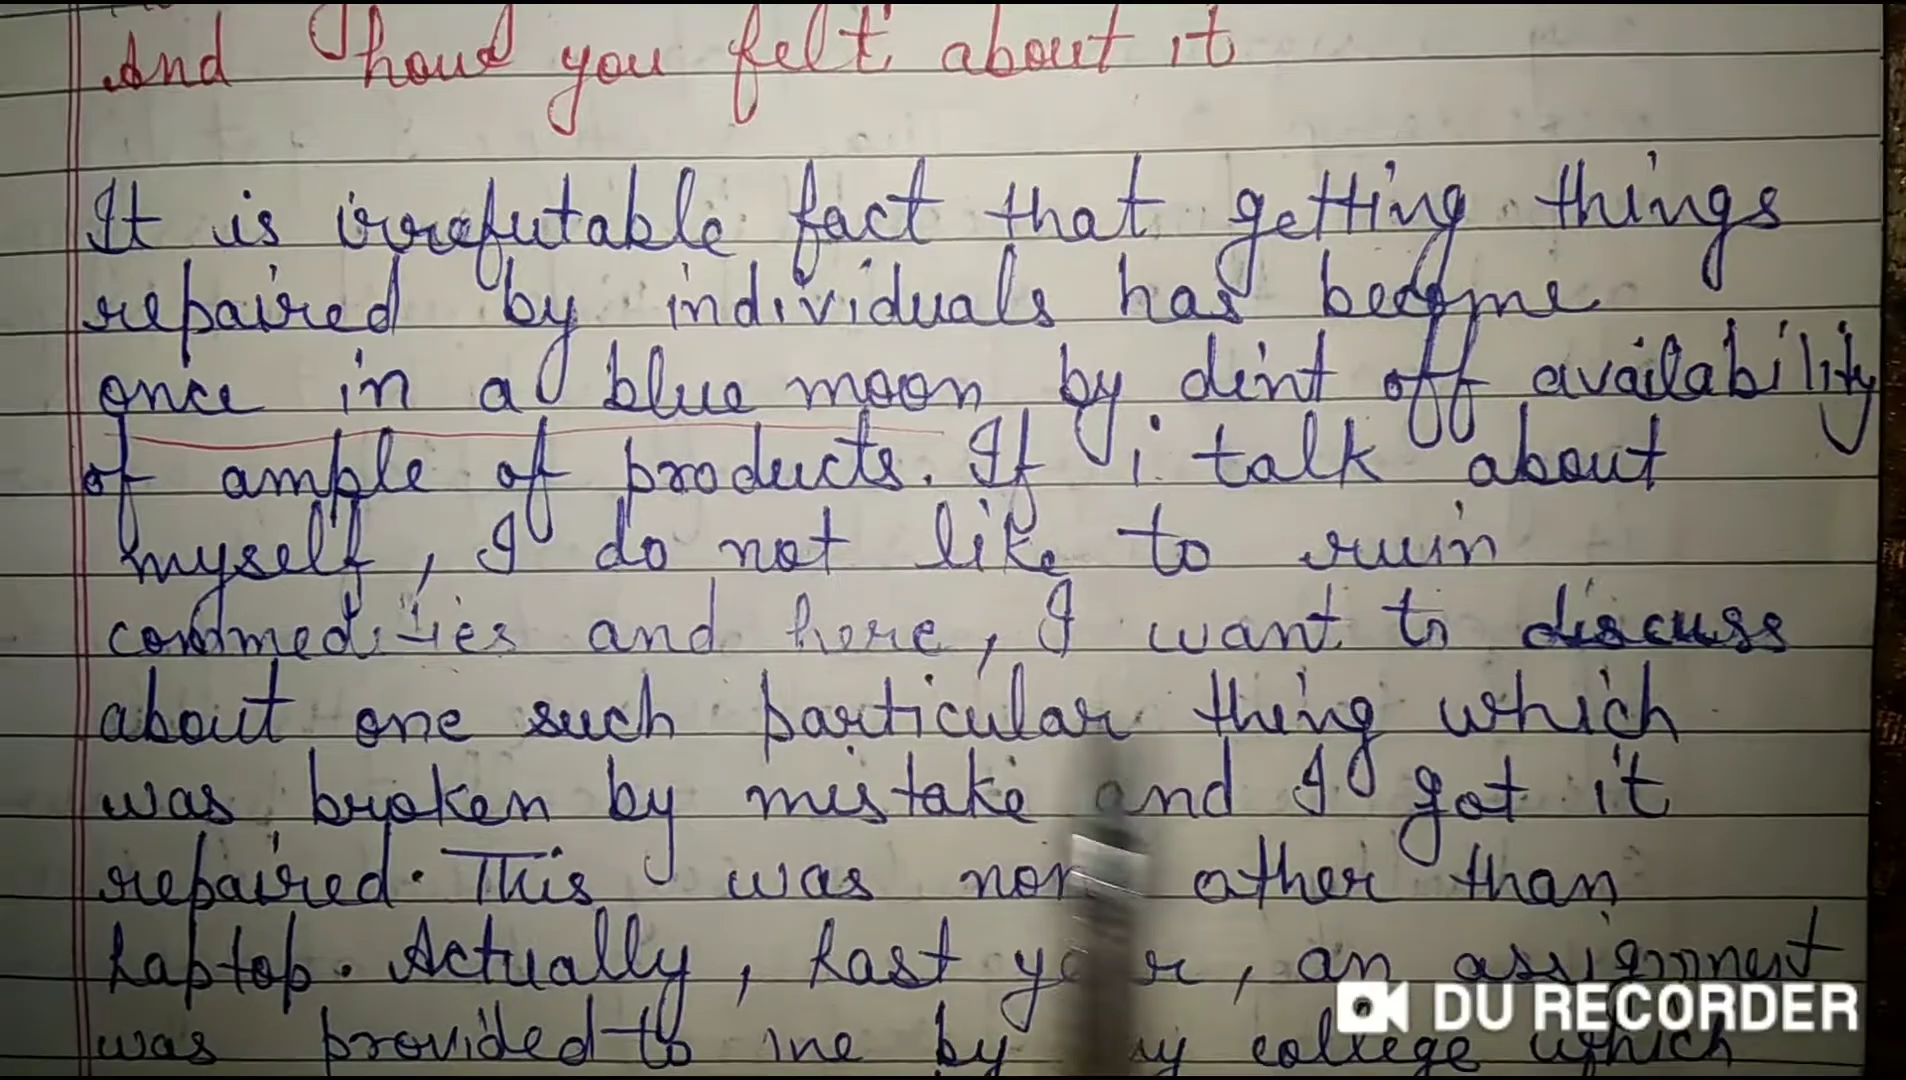 And how you felt about it
It is irrefutable fact that getting things
repaired by individuals has become
once in a blue moon by dint off availability
of ample of products. If i talk about
myself, I do not like to ruin
commedities and here, I want to discuss
about one such particular thing which
was broken by mistake and I got it
repaired. This was other than
Laptop. Actually, Last year, an assignment
was provided to me by my college which
DU RECORDER